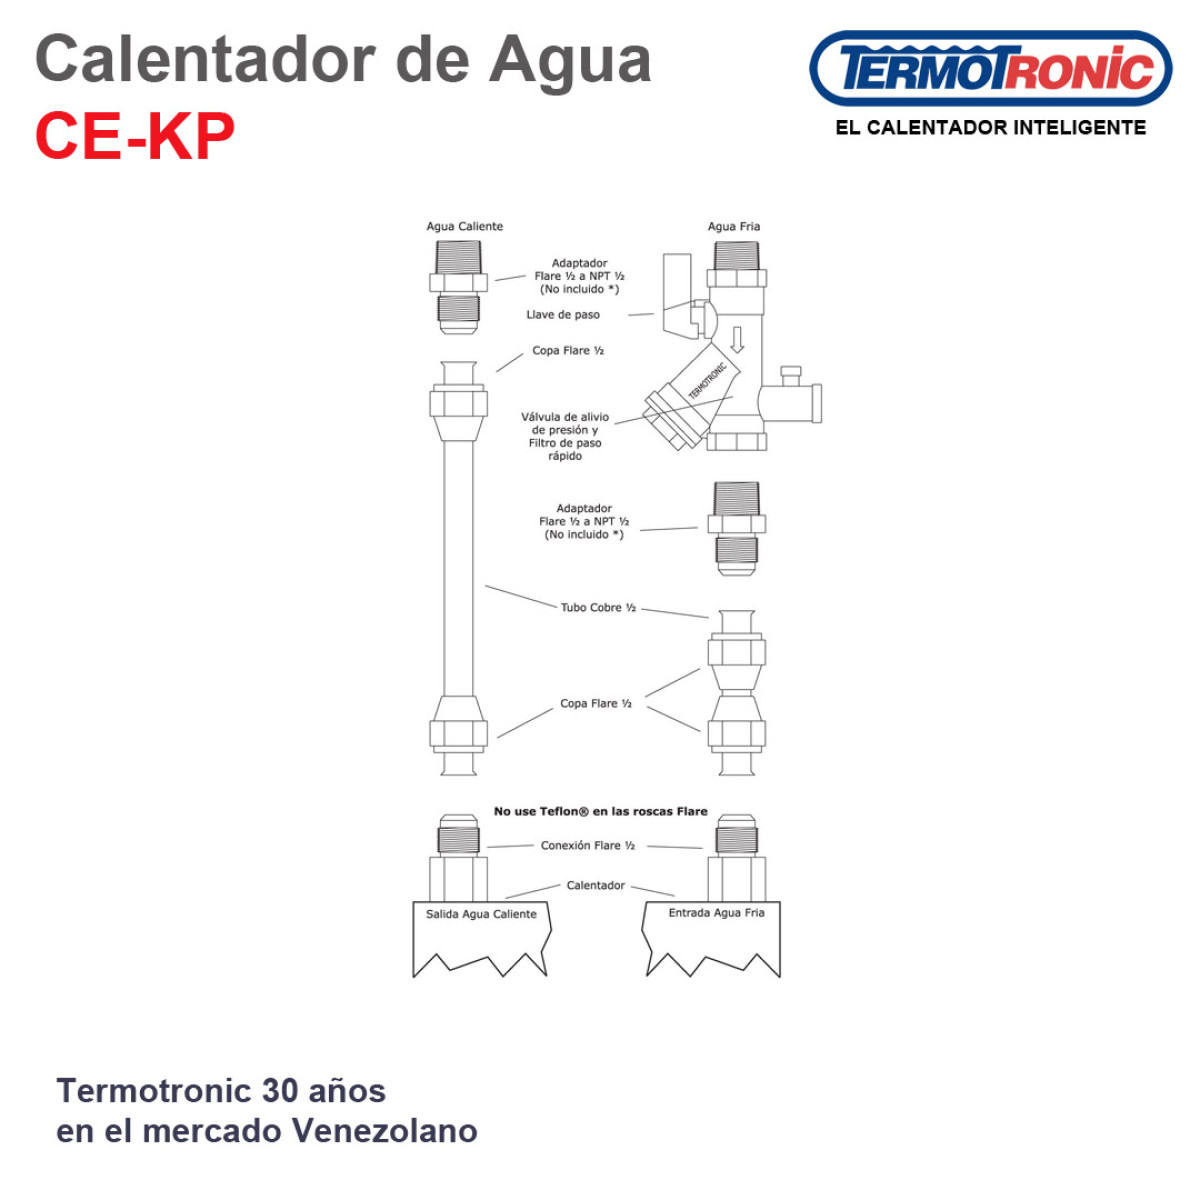 Calentador de Agua
CE-KP
TERMOTRONIC
EL CALENTADOR INTELIGENTE
Agua Caliente
Agua Fria
Adaptador
Flare ½ a NPT ½
(No incluido *)
Llave de paso
Copa Flare ½
TERMOTRONIC
Válvula de alivio
de presión y
Filtro de paso
rápido
Adaptador
Flare ½ a NPT ½
(No incluido *)
Tubo Cobre ½
Copa Flare ½
No use Teflon® en las roscas Flare
Conexión Flare ½
Calentador
Salida Agua Caliente
Entrada Agua Fria
Termotronic 30 años
en el mercado Venezolano